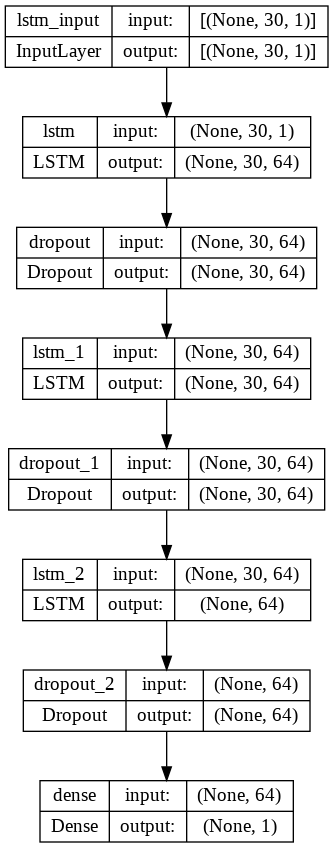 lstm_input input: [(None, 30, 1)]
InputLayer output: [(None, 30, 1)]
lstm input: (None, 30, 1)
LSTM output: (None, 30, 64)
dropout input: (None, 30, 64)
Dropout output: (None, 30, 64)
lstm_1 input: (None, 30, 64)
LSTM output: (None, 30, 64)
dropout_1 input: (None, 30, 64)
Dropout output: (None, 30, 64)
lstm_2 input: (None, 30, 64)
LSTM output: (None, 64)
dropout_2 input: (None, 64)
Dropout output: (None, 64)
dense input: (None, 64)
Dense output: (None, 1)